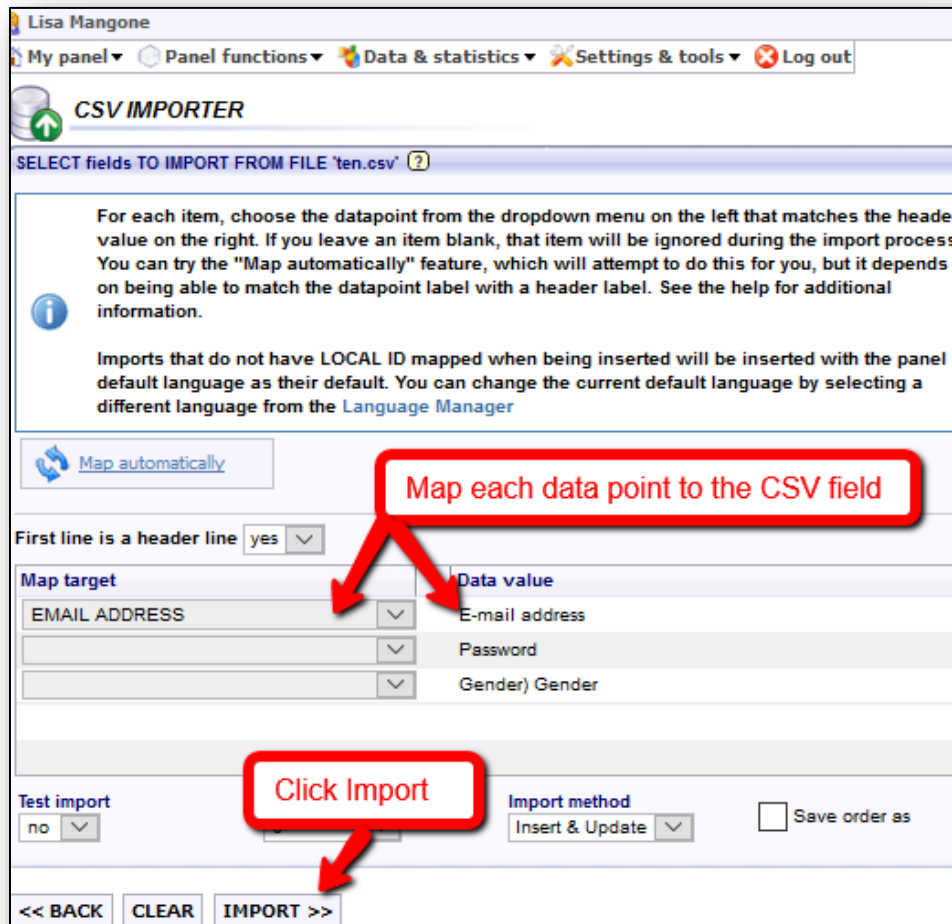 Lisa Mangone
My panel Panel functions Data & statistics Settings & tools Log out
CSV IMPORTER
SELECT fields TO IMPORT FROM FILE 'ten.csv' ?
For each item, choose the datapoint from the dropdown menu on the left that matches the heade
value on the right. If you leave an item blank, that item will be ignored during the import process
You can try the "Map automatically" feature, which will attempt to do this for you, but it depends
on being able to match the datapoint label with a header label. See the help for additional
information.
Imports that do not have LOCAL ID mapped when being inserted will be inserted with the panel
default language as their default. You can change the current default language by selecting a
different language from the Language Manager
Map automatically
Map each data point to the CSV field
First line is a header line yes
Map target Data value
EMAIL ADDRESS E-mail address
Password
Gender) Gender
Click Import
Test import Import method
no Insert & Update Save order as
<< BACK CLEAR IMPORT >>